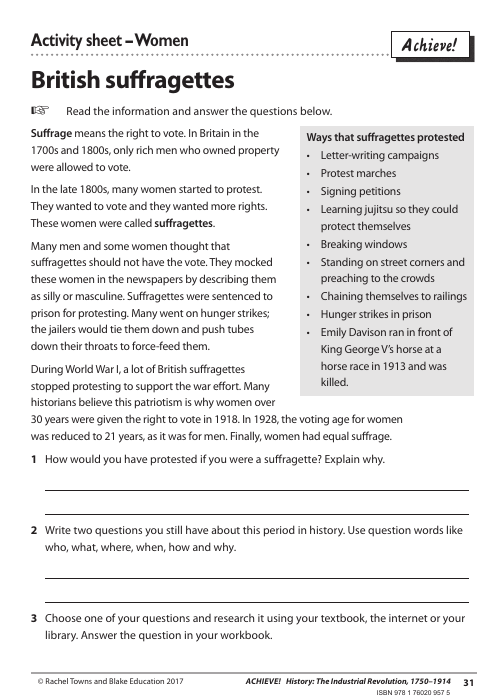 Activity sheet – Women
Achieve!
British suffragettes
Read the information and answer the questions below.
Suffrage means the right to vote. In Britain in the
1700s and 1800s, only rich men who owned property
were allowed to vote.
In the late 1800s, many women started to protest.
They wanted to vote and they wanted more rights.
These women were called suffragettes.
Many men and some women thought that
suffragettes should not have the vote. They mocked
these women in the newspapers by describing them
as silly or masculine. Suffragettes were sentenced to
prison for protesting. Many went on hunger strikes;
the jailers would tie them down and push tubes
down their throats to force-feed them.
During World War I, a lot of British suffragettes
stopped protesting to support the war effort. Many
historians believe this patriotism is why women over
30 years were given the right to vote in 1918. In 1928, the voting age for women
was reduced to 21 years, as it was for men. Finally, women had equal suffrage.
Ways that suffragettes protested
• Letter-writing campaigns
• Protest marches
• Signing petitions
• Learning jujitsu so they could
protect themselves
• Breaking windows
• Standing on street corners and
preaching to the crowds
• Chaining themselves to railings
• Hunger strikes in prison
• Emily Davison ran in front of
King George V's horse at a
horse race in 1913 and was
killed.
1 How would you have protested if you were a suffragette? Explain why.
2 Write two questions you still have about this period in history. Use question words like
who, what, where, when, how and why.
3 Choose one of your questions and research it using your textbook, the internet or your
library. Answer the question in your workbook.
© Rachel Towns and Blake Education 2017
ACHIEVE! History: The Industrial Revolution, 1750–1914 31
ISBN 978 1 76020 957 5